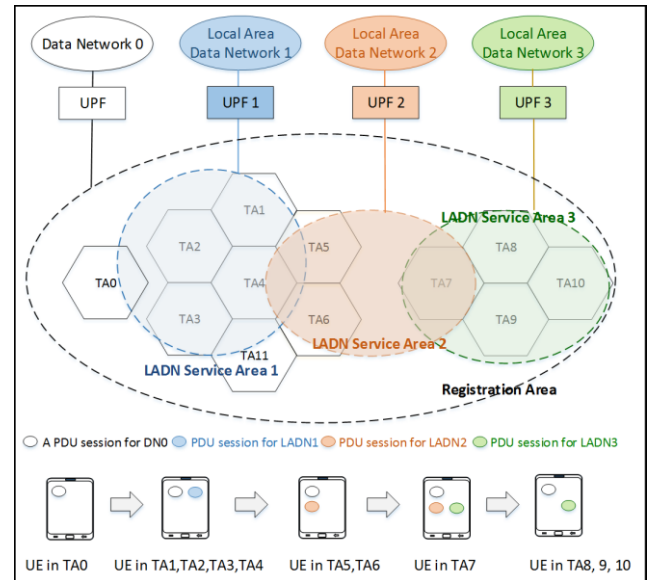 Data Network 0
Local Area
Data Network 1
Local Area
Data Network 2
Local Area
Data Network 3
UPF
UPF 1
UPF 2
UPF 3
TA1
LADN Service Area 3
TA2
TA5
TA8
TA0
TA4
TA7
TA10
TA3
TA6
TA9
LADN Service Area 2
TA11
LADN Service Area 1
Registration Area
A PDU session for DN0
PDU session for LADN1
PDU session for LADN2
PDU session for LADN3
UE in TA0
UE in TA1,TA2,TA3,TA4
UE in TA5,TA6
UE in TA7
UE in TA8, 9, 10